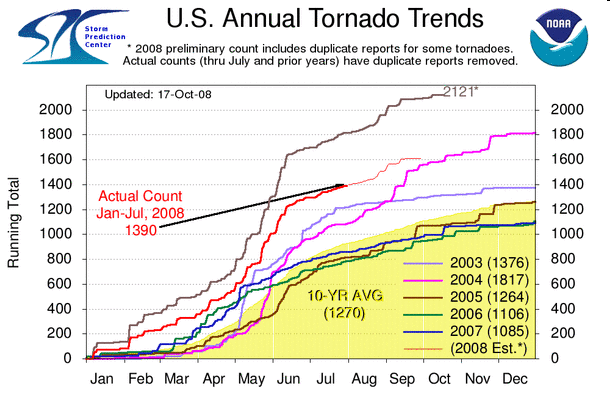 Storm
Prediction
Center
U.S. Annual Tornado Trends
NOAA
* 2008 preliminary count includes duplicate reports for some tornadoes.
Actual counts (thru July and prior years) have duplicate reports removed.
Updated: 17-Oct-08
2121*
2000 2000
1800 1800
1600 1600
1400 1400
1200 1200
1000 1000
800 800
600 600
400 400
200 200
0 0
Running Total
Actual Count
Jan-Jul, 2008
1390
10-YR AVG
(1270)
2003 (1376)
2004 (1817)
2005 (1264)
2006 (1106)
2007 (1085)
(2008 Est.*)
Jan Feb Mar Apr May Jun Jul Aug Sep Oct Nov Dec